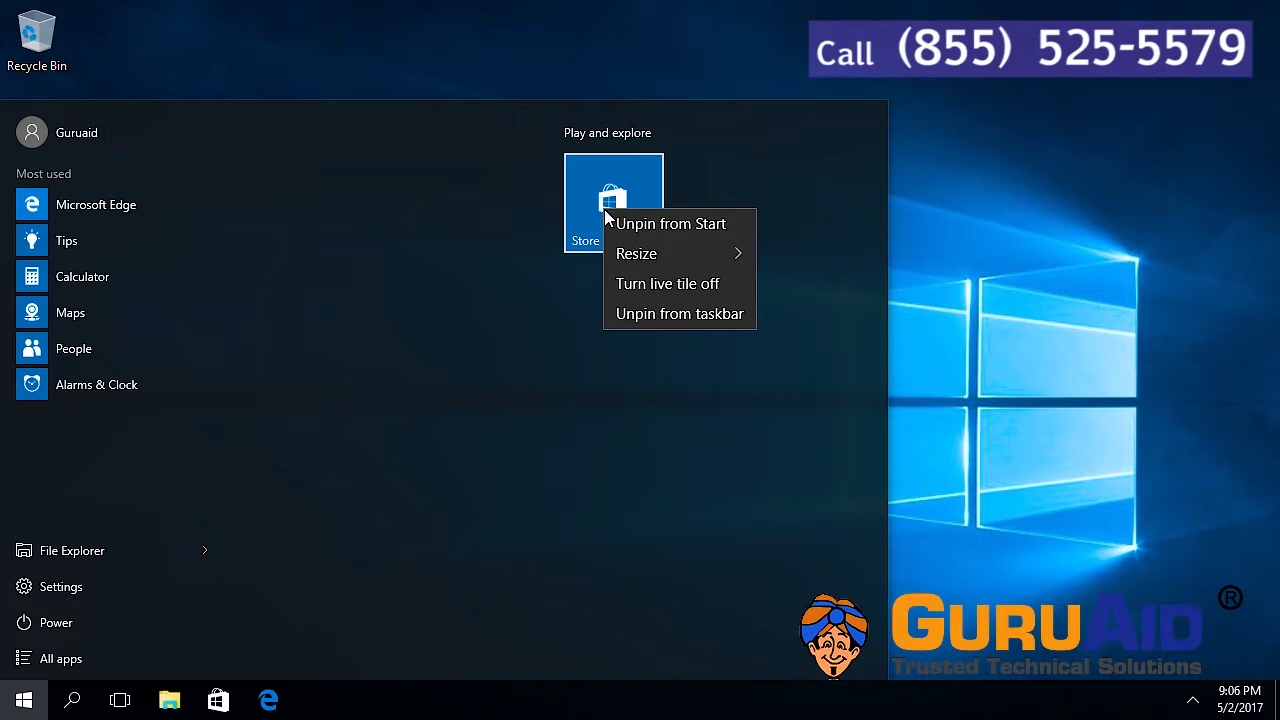 Recycle Bin
Call (855) 525-5579
Guruaid
Most used
Microsoft Edge
Tips
Calculator
Maps
People
Alarms & Clock
File Explorer
Settings
Power
All apps
Play and explore
Store
Unpin from Start
Resize
Turn live tile off
Unpin from taskbar
GURUAID ®
Trusted Technical Solutions
9:06 PM
5/2/2017